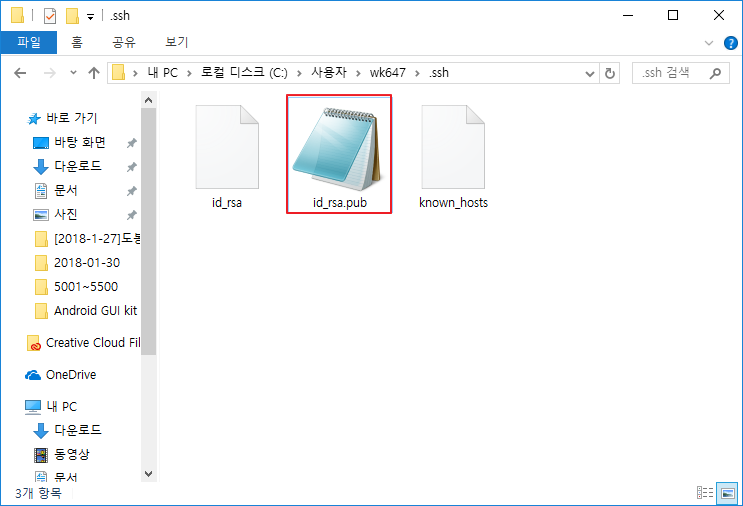 .ssh
파일 홈 공유 보기
내 PC 로컬 디스크 (C:) 사용자 wk647 .ssh
.ssh 검색
바로 가기
바탕 화면
다운로드
문서
사진
[2018-1-27]도봉
2018-01-30
5001~5500
Android GUI kit
Creative Cloud Fil
OneDrive
내 PC
다운로드
동영상
문서
id_rsa
id_rsa.pub
known_hosts
3개 항목